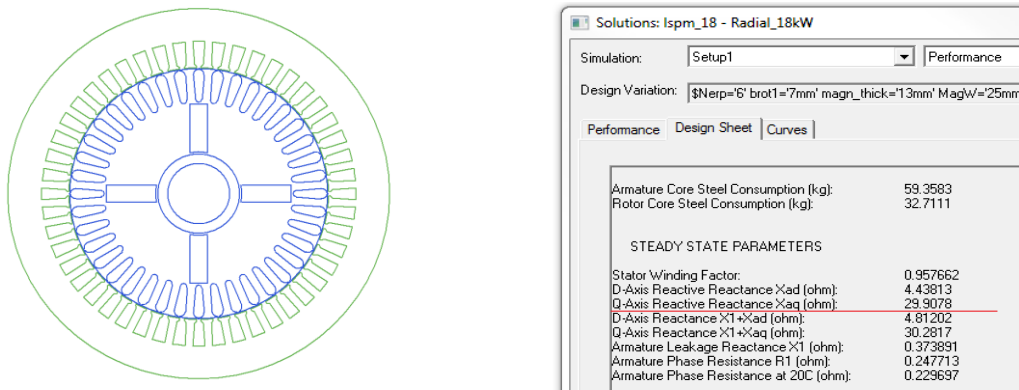 Solutions: lspm_18 - Radial_18kW
Simulation: Setup1 Performance
Design Variation: $Nerp='6' brot1='7mm' magn_thick='13mm' MagW='25mm
Performance Design Sheet Curves
Armature Core Steel Consumption (kg): 59.3583
Rotor Core Steel Consumption (kg): 32.7111
STEADY STATE PARAMETERS
Stator Winding Factor: 0.957662
D-Axis Reactive Reactance Xad (ohm): 4.43813
Q-Axis Reactive Reactance Xaq (ohm): 29.9078
D-Axis Reactance X1+Xad (ohm): 4.81202
Q-Axis Reactance X1+Xaq (ohm): 30.2817
Armature Leakage Reactance X1 (ohm): 0.373891
Armature Phase Resistance R1 (ohm): 0.247713
Armature Phase Resistance at 20C (ohm): 0.229697